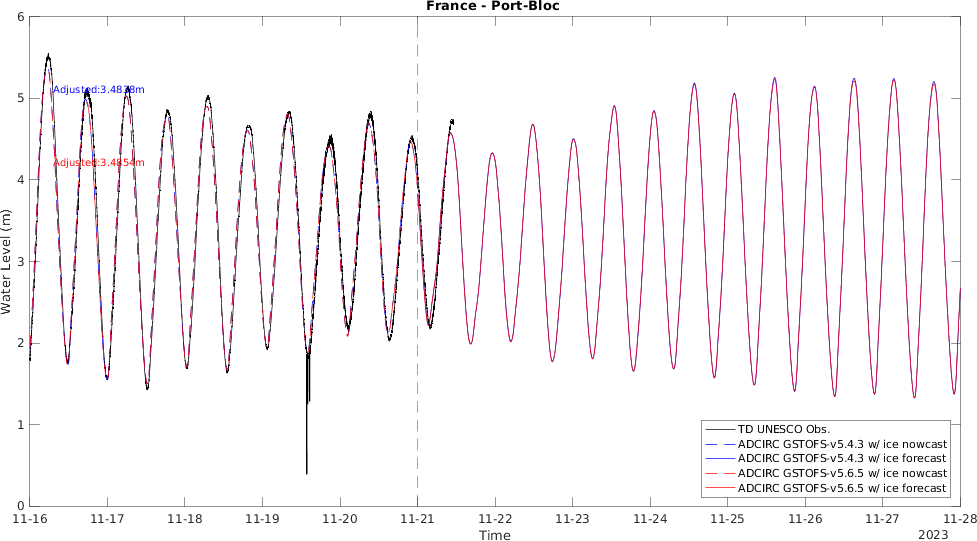 France - Port-Bloc
6
5
4
3
2
1
0
Water Level (m)
Adjusted:3.4838m
Adjusted:3.4854m
TD UNESCO Obs.
ADCIRC GSTOFS-v5.4.3 w/ ice nowcast
ADCIRC GSTOFS-v5.4.3 w/ ice forecast
ADCIRC GSTOFS-v5.6.5 w/ ice nowcast
ADCIRC GSTOFS-v5.6.5 w/ ice forecast
11-16 11-17 11-18 11-19 11-20 11-21 11-22 11-23 11-24 11-25 11-26 11-27 11-28
Time
2023